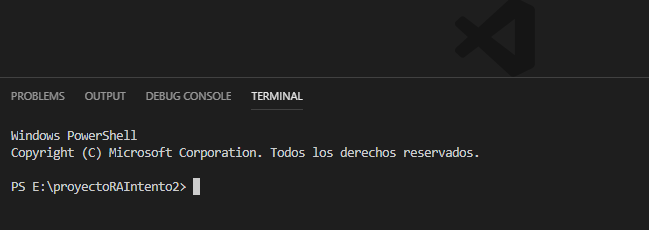 PROBLEMS OUTPUT DEBUG CONSOLE TERMINAL
Windows PowerShell
Copyright (C) Microsoft Corporation. Todos los derechos reservados.
PS E:\proyectoRAIntento2>